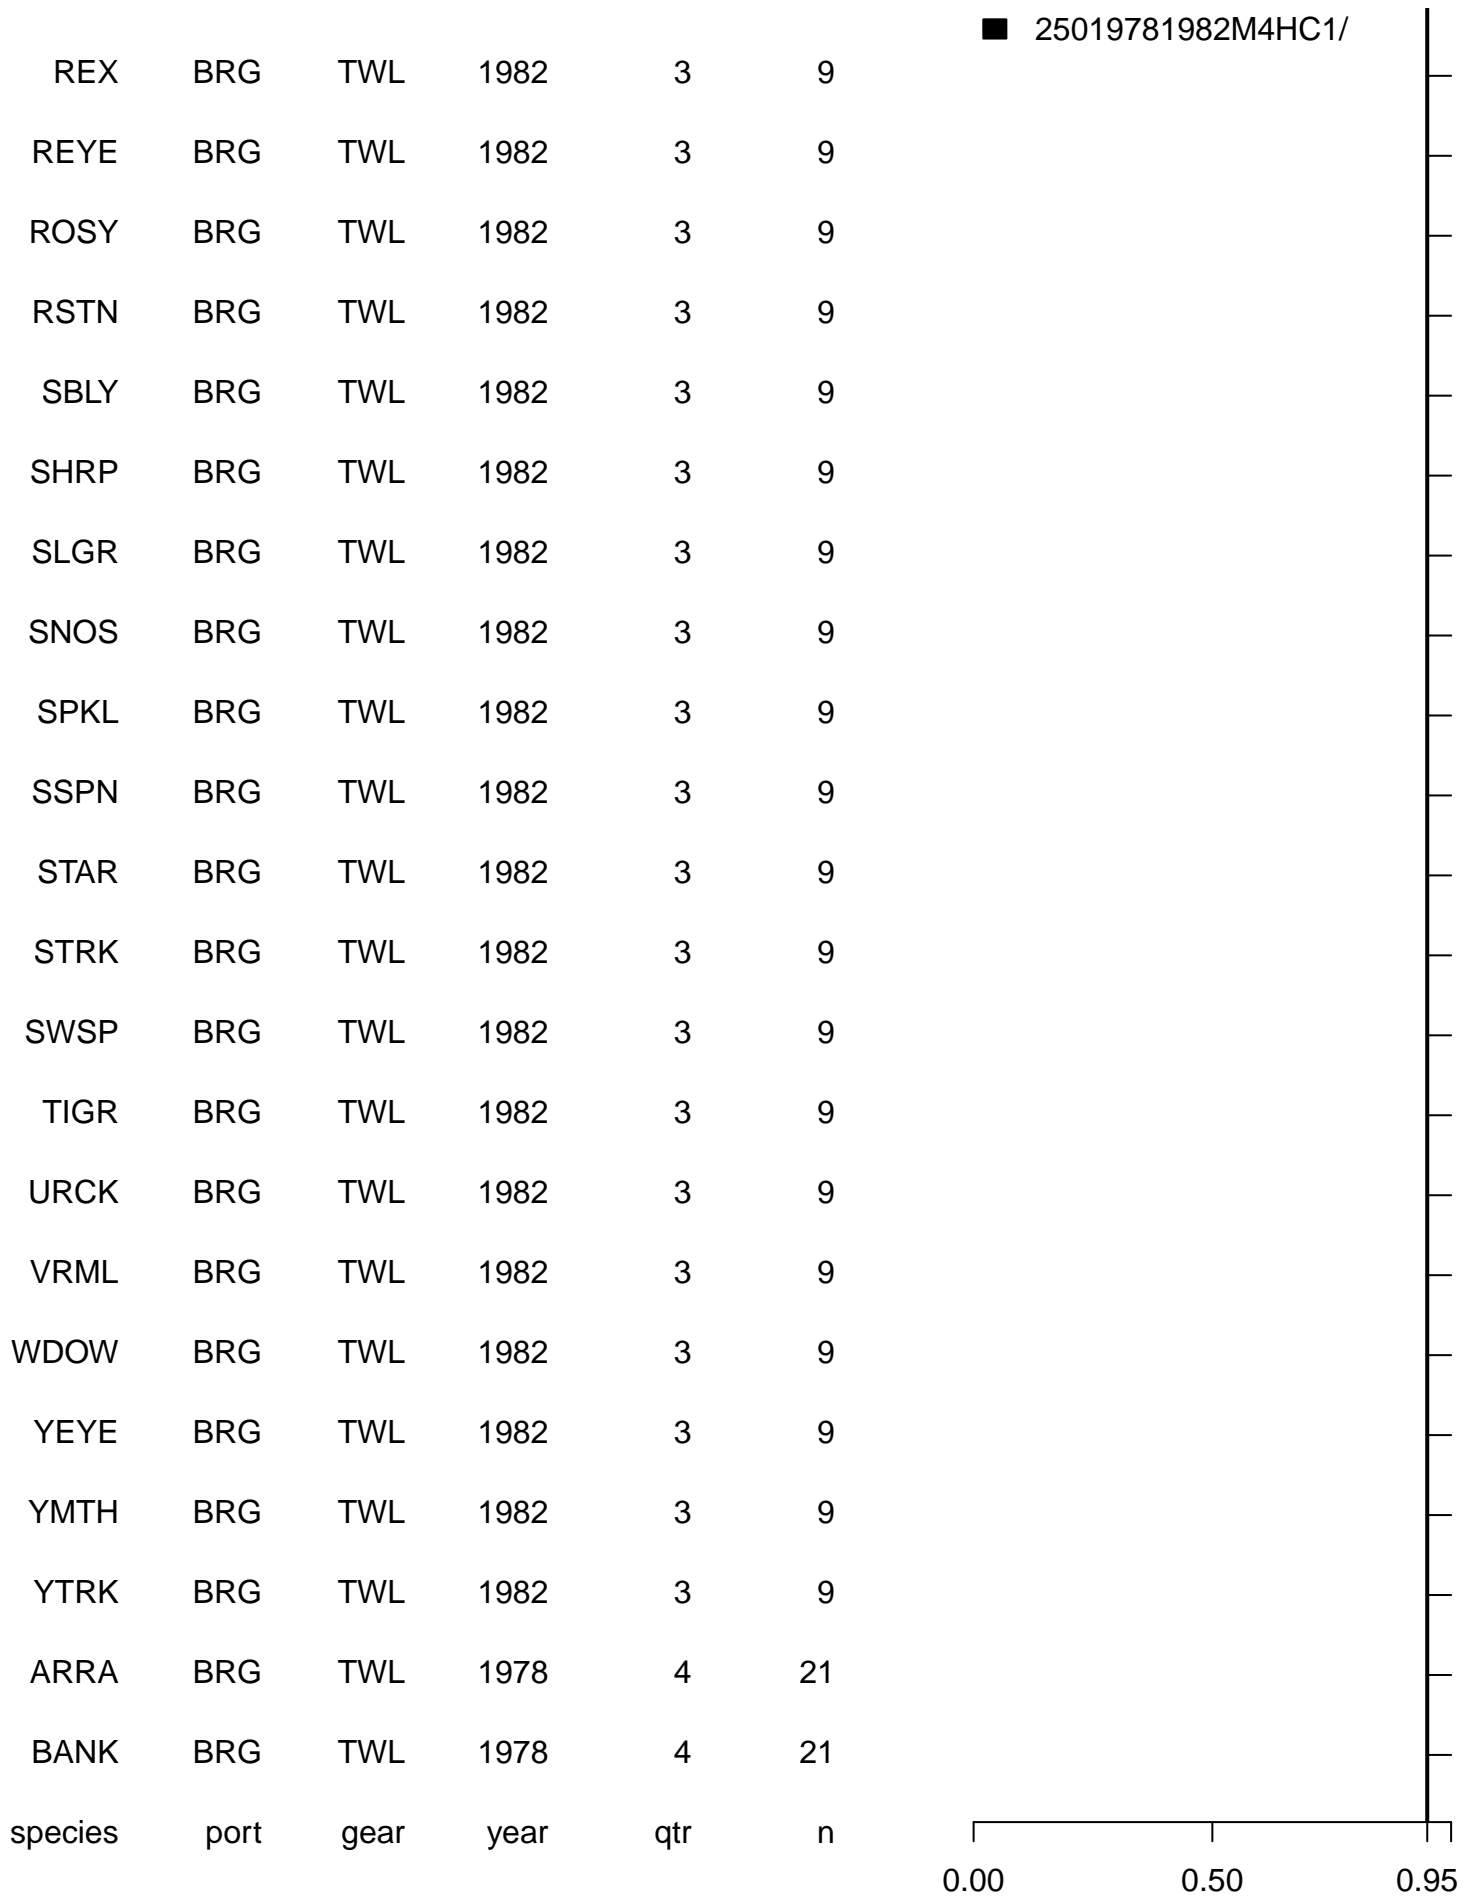 25019781982M4HC1/
REX BRG TWL 1982 3 9
REYE BRG TWL 1982 3 9
ROSY BRG TWL 1982 3 9
RSTN BRG TWL 1982 3 9
SBLY BRG TWL 1982 3 9
SHRP BRG TWL 1982 3 9
SLGR BRG TWL 1982 3 9
SNOS BRG TWL 1982 3 9
SPKL BRG TWL 1982 3 9
SSPN BRG TWL 1982 3 9
STAR BRG TWL 1982 3 9
STRK BRG TWL 1982 3 9
SWSP BRG TWL 1982 3 9
TIGR BRG TWL 1982 3 9
URCK BRG TWL 1982 3 9
VRML BRG TWL 1982 3 9
WDOW BRG TWL 1982 3 9
YEYE BRG TWL 1982 3 9
YMTH BRG TWL 1982 3 9
YTRK BRG TWL 1982 3 9
ARRA BRG TWL 1978 4 21
BANK BRG TWL 1978 4 21
species port gear year qtr n
0.00 0.50 0.95